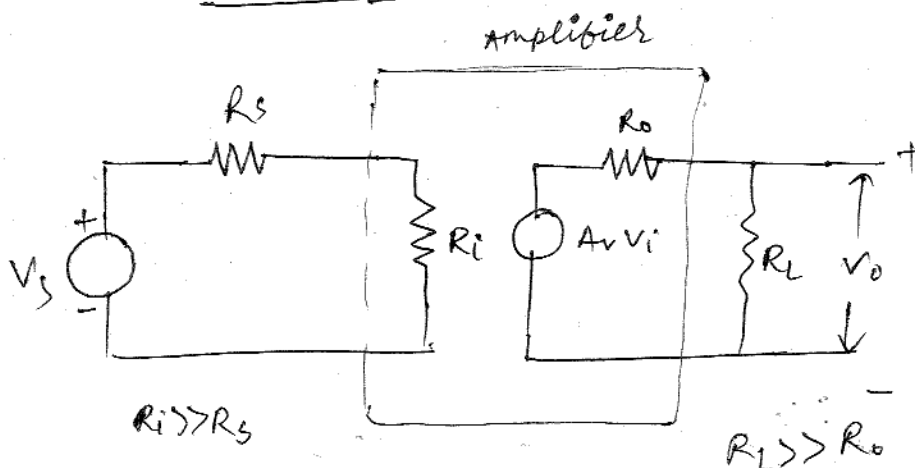 Amplifier
Rs
Ro
+
+
Vs
-
Ri
AvVi
RL
Vo
-
Ri>>Rs
RL>>Ro